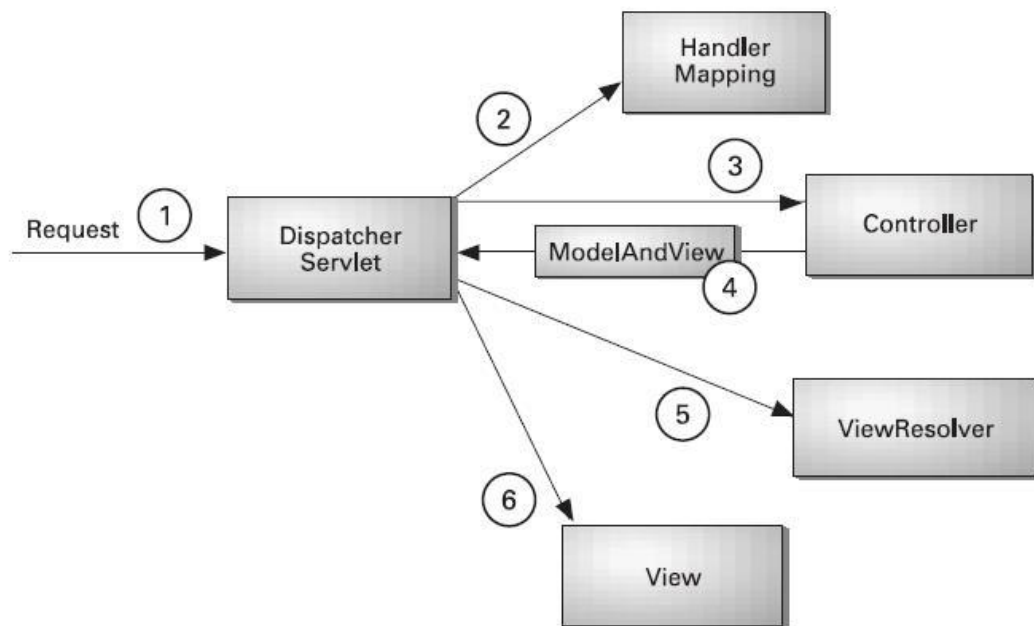 Handler
Mapping
2
3
Request
1
Dispatcher
Servlet
Controller
ModelAndView
4
5
ViewResolver
6
View